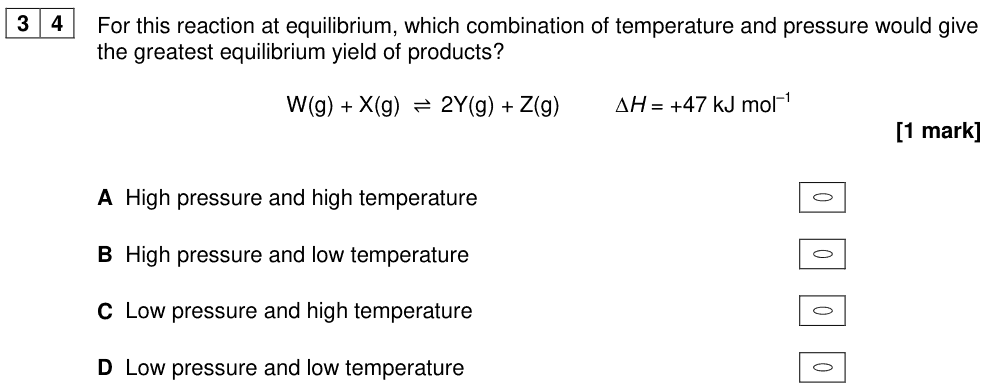 3 4 For this reaction at equilibrium, which combination of temperature and pressure would give
the greatest equilibrium yield of products?
W(g) + X(g) ⇌ 2Y(g) + Z(g) ΔH = +47 kJ mol⁻¹
[1 mark]
A High pressure and high temperature
B High pressure and low temperature
C Low pressure and high temperature
D Low pressure and low temperature